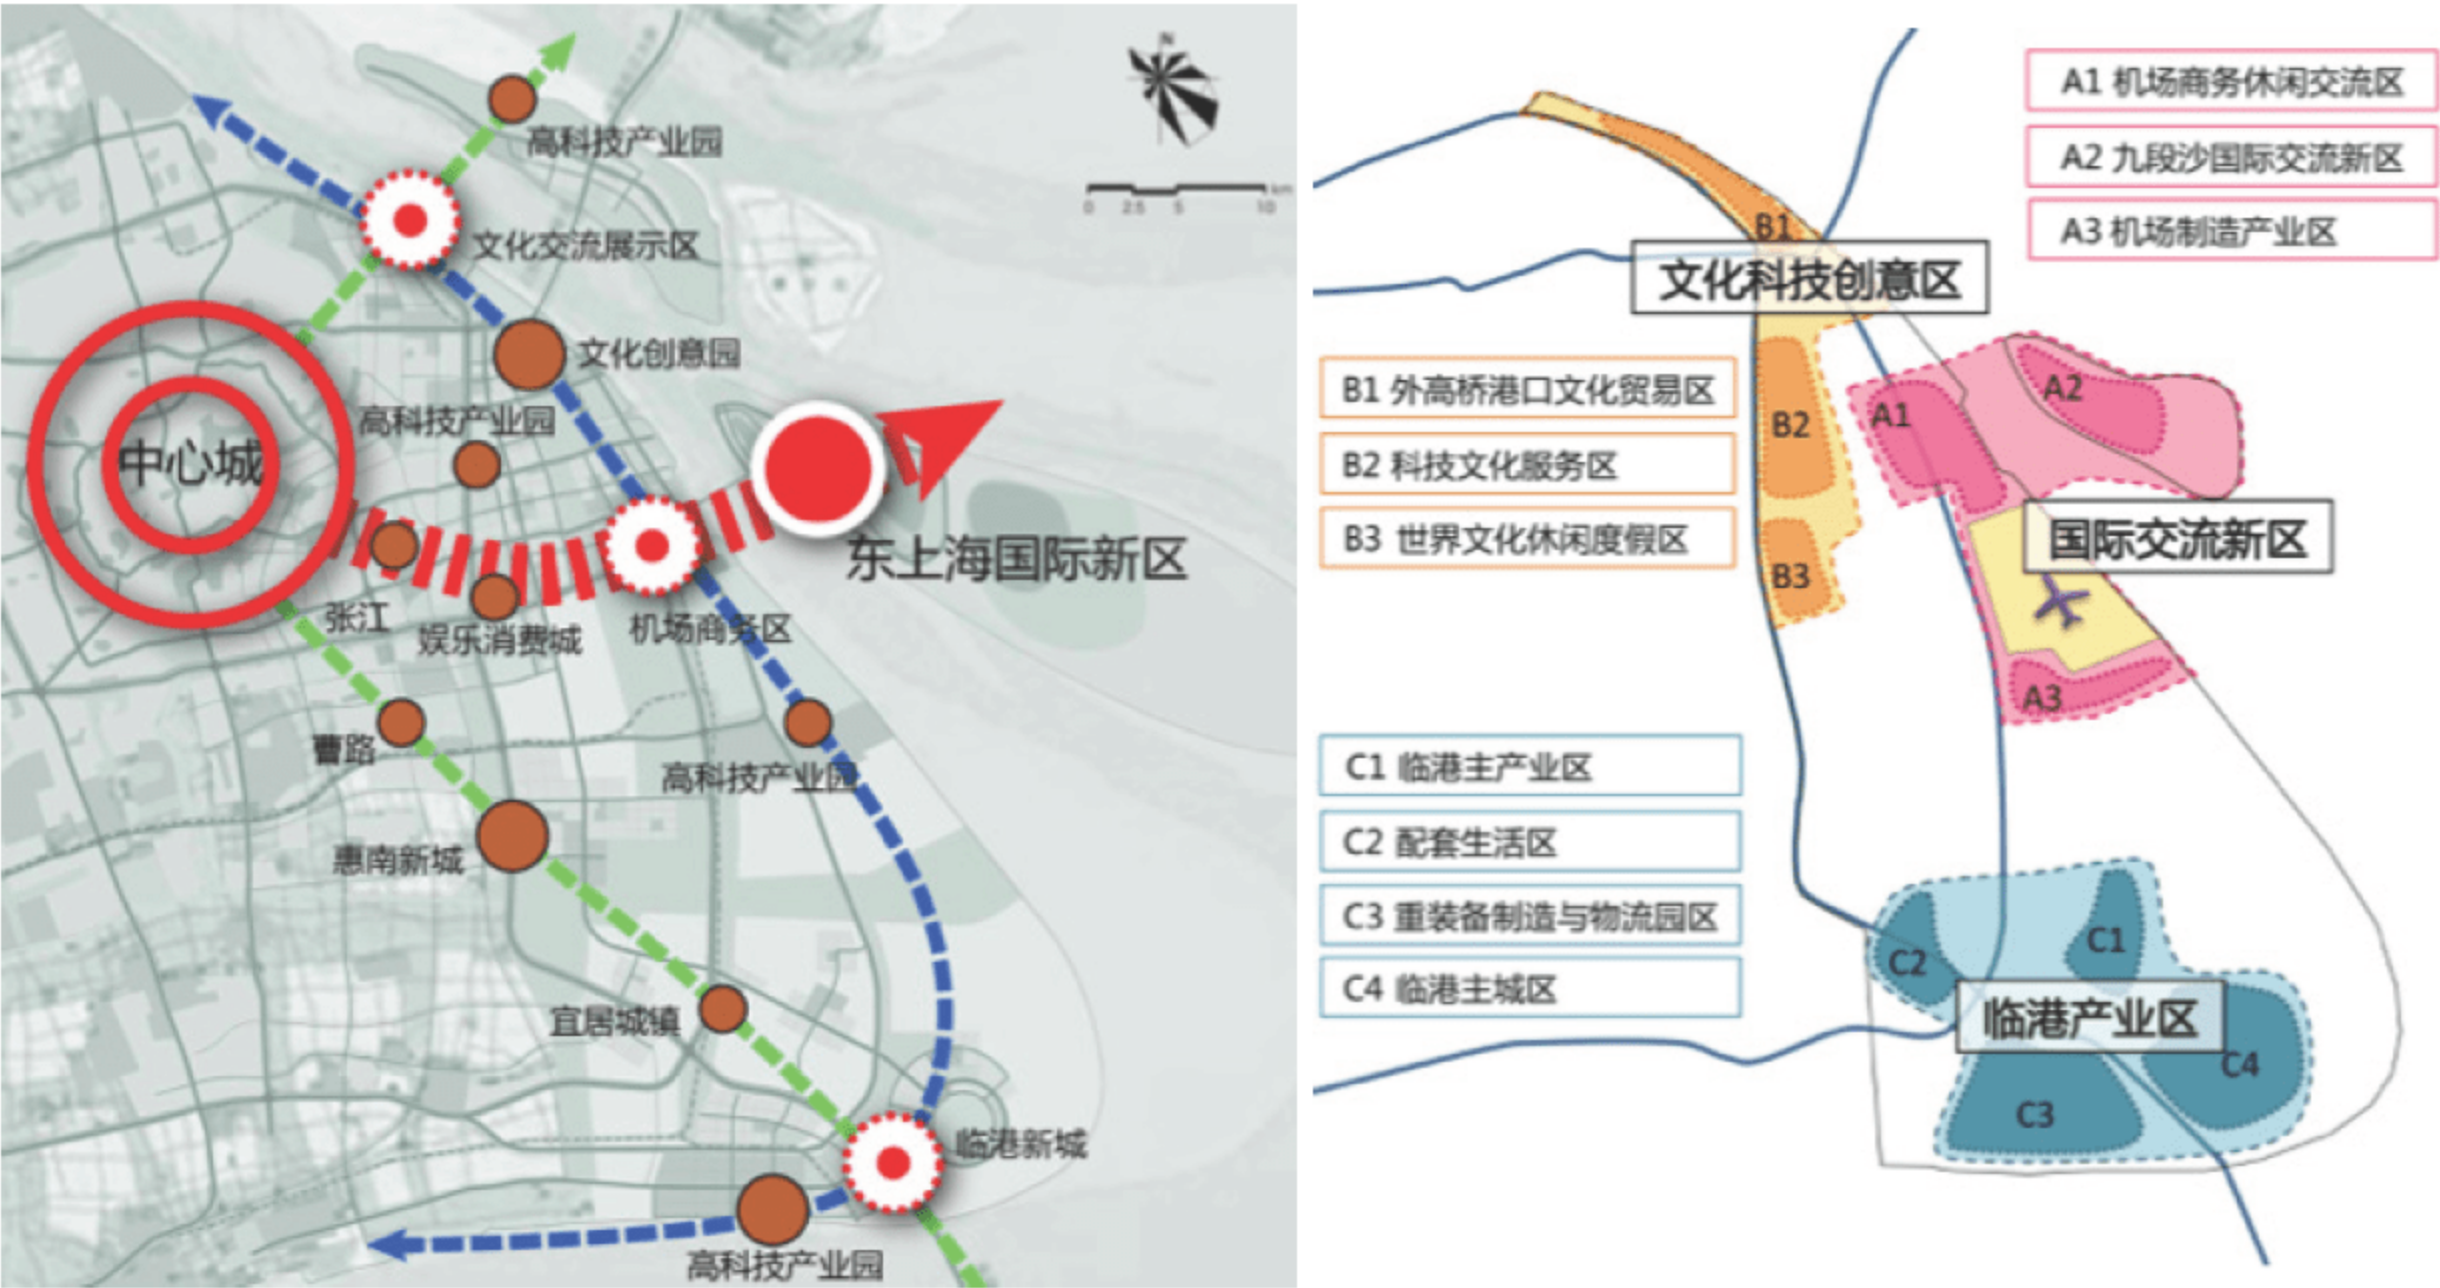 N
km
0 2.5 5 10
高科技产业园
文化交流展示区
文化创意园
高科技产业园
中心城
东上海国际新区
张江
娱乐消费城
机场商务区
曹路
高科技产业园
惠南新城
宜居城镇
临港新城
高科技产业园
A1 机场商务休闲交流区
A2 九段沙国际交流新区
A3 机场制造产业区
B1
文化科技创意区
B1 外高桥港口文化贸易区
B2 科技文化服务区
B3 世界文化休闲度假区
B2
B3
A1
A2
国际交流新区
A3
C1 临港主产业区
C2 配套生活区
C3 重装备制造与物流园区
C4 临港主城区
C2
C1
临港产业区
C4
C3